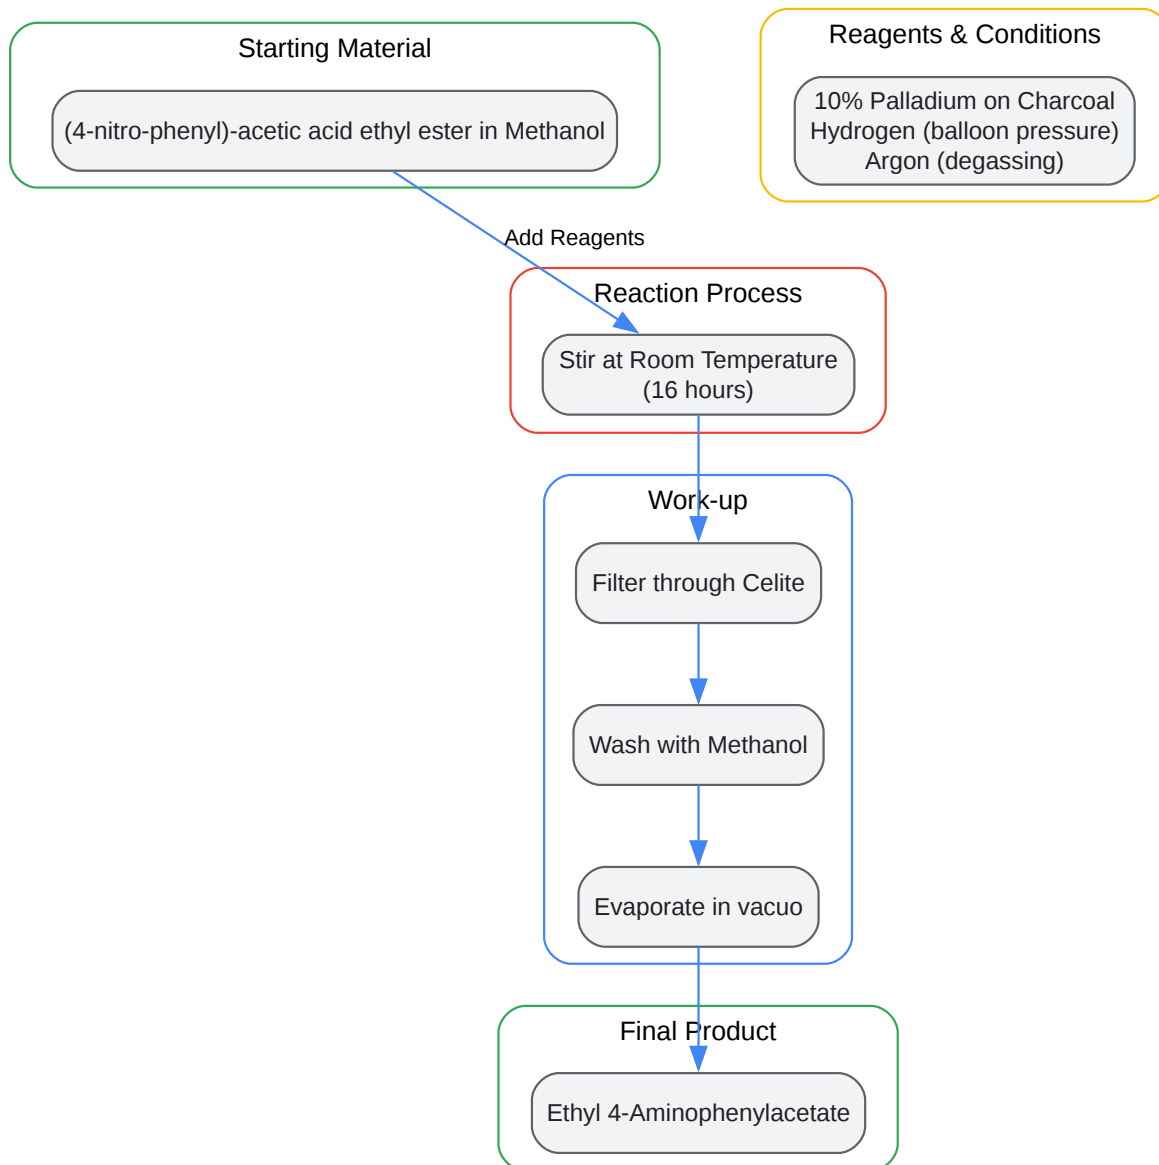 Starting Material
(4-nitro-phenyl)-acetic acid ethyl ester in Methanol
Reagents & Conditions
10% Palladium on Charcoal
Hydrogen (balloon pressure)
Argon (degassing)
Add Reagents
Reaction Process
Stir at Room Temperature
(16 hours)
Work-up
Filter through Celite
Wash with Methanol
Evaporate in vacuo
Final Product
Ethyl 4-Aminophenylacetate